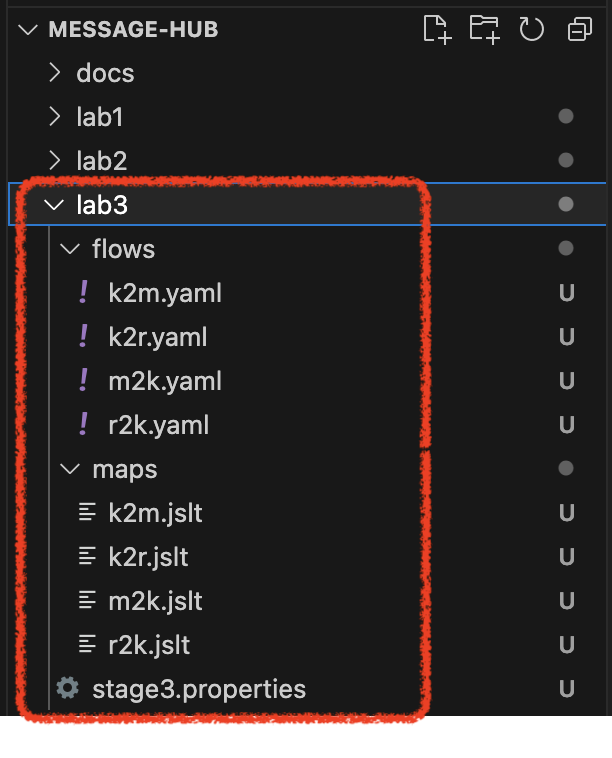 MESSAGE-HUB
docs
lab1
lab2
lab3
flows
! k2m.yaml U
! k2r.yaml U
! m2k.yaml U
! r2k.yaml U
maps
k2m.jslt U
k2r.jslt U
m2k.jslt U
r2k.jslt U
stage3.properties U